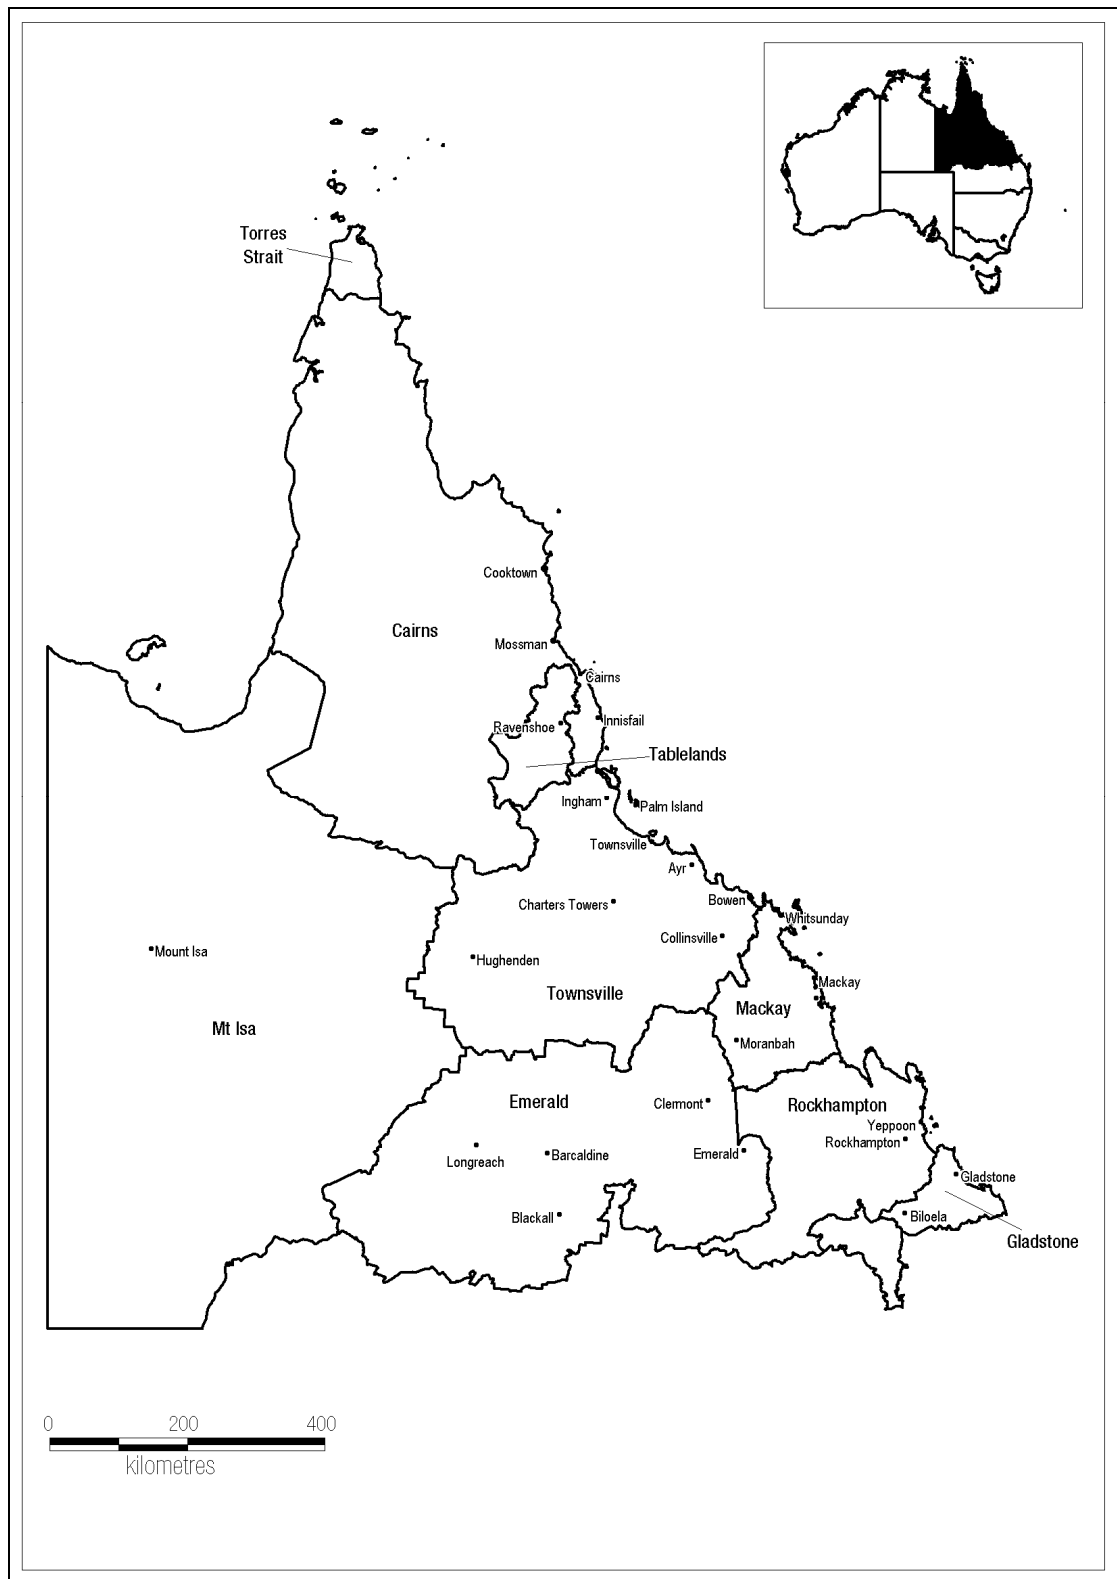 Torres
Strait
Cooktown
Cairns
Mossman
Cairns
Ravenshoe
Innisfail
Tablelands
Ingham
Palm Island
Townsville
Ayr
Charters Towers
Bowen
Whitsunday
Collinsville
Mount Isa
Hughenden
Mackay
Townsville
Mackay
Mt Isa
Moranbah
Emerald
Clermont
Rockhampton
Yeppoon
Rockhampton
Longreach
Barcaldine
Emerald
Gladstone
Blackall
Biloela
Gladstone
0 200 400
kilometres